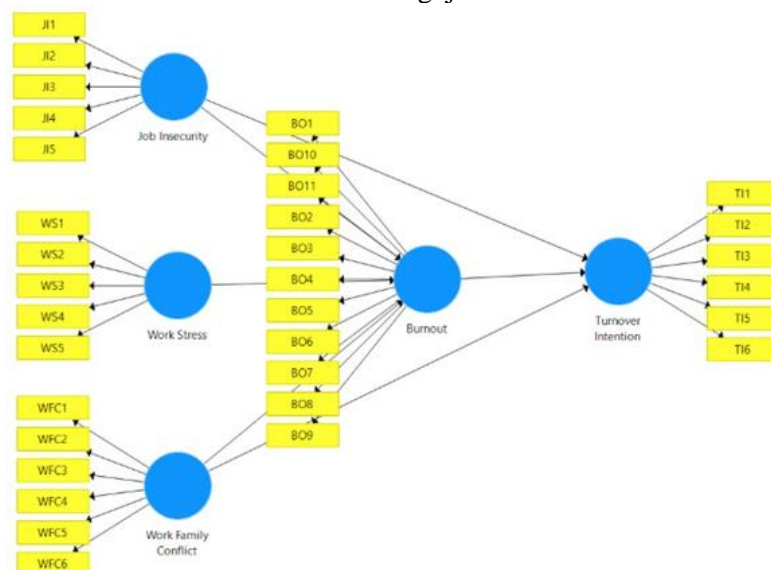 JI1
JI2
JI3
JI4
JI5
Job Insecurity
WS1
WS2
WS3
WS4
WS5
Work Stress
WFC1
WFC2
WFC3
WFC4
WFC5
WFC6
Work Family
Conflict
BO1
BO10
BO11
BO2
BO3
BO4
BO5
BO6
BO7
BO8
BO9
Burnout
Turnover
Intention
TI1
TI2
TI3
TI4
TI5
TI6